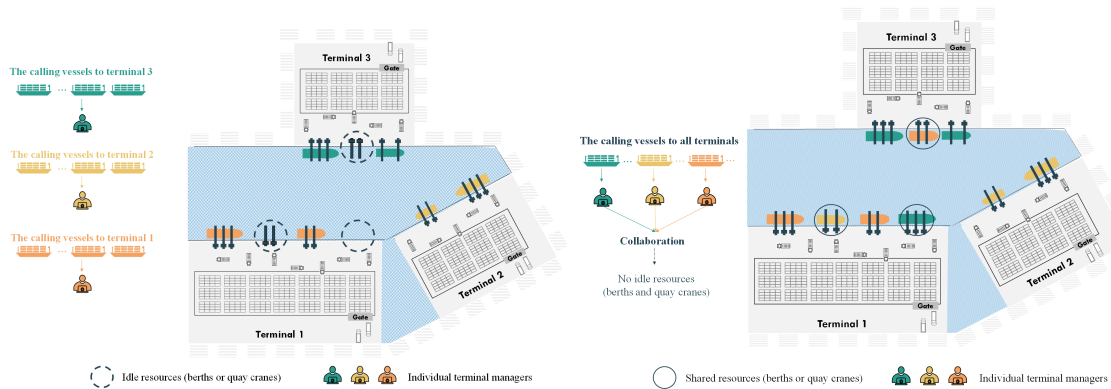 The calling vessels to terminal 3
...
The calling vessels to terminal 2
...
The calling vessels to terminal 1
...
Terminal 3
Gate
Terminal 2
Gate
Gate
Terminal 1
Idle resources (berths or quay cranes)
Individual terminal managers
The calling vessels to all terminals
... ... ...
Collaboration
No idle resources
(berths and quay cranes)
Terminal 3
Gate
Terminal 2
Gate
Gate
Terminal 1
Shared resources (berths or quay cranes)
Individual terminal managers